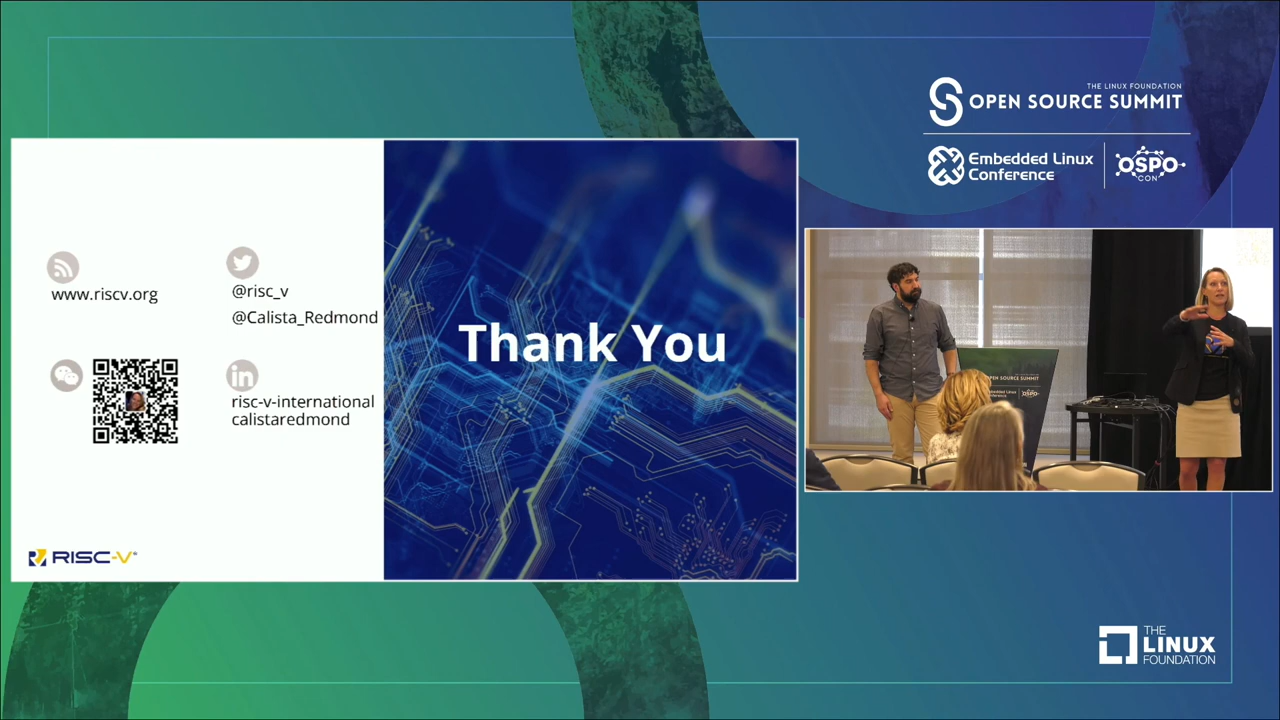 THE LINUX FOUNDATION
OPEN SOURCE SUMMIT
Embedded Linux
Conference
OSPO
CON
www.riscv.org
@risc_v
@Calista_Redmond
risc-v-international
calistaredmond
in
Thank You
RISC-V
OPEN SOURCE SUMMIT
THE
LINUX
FOUNDATION